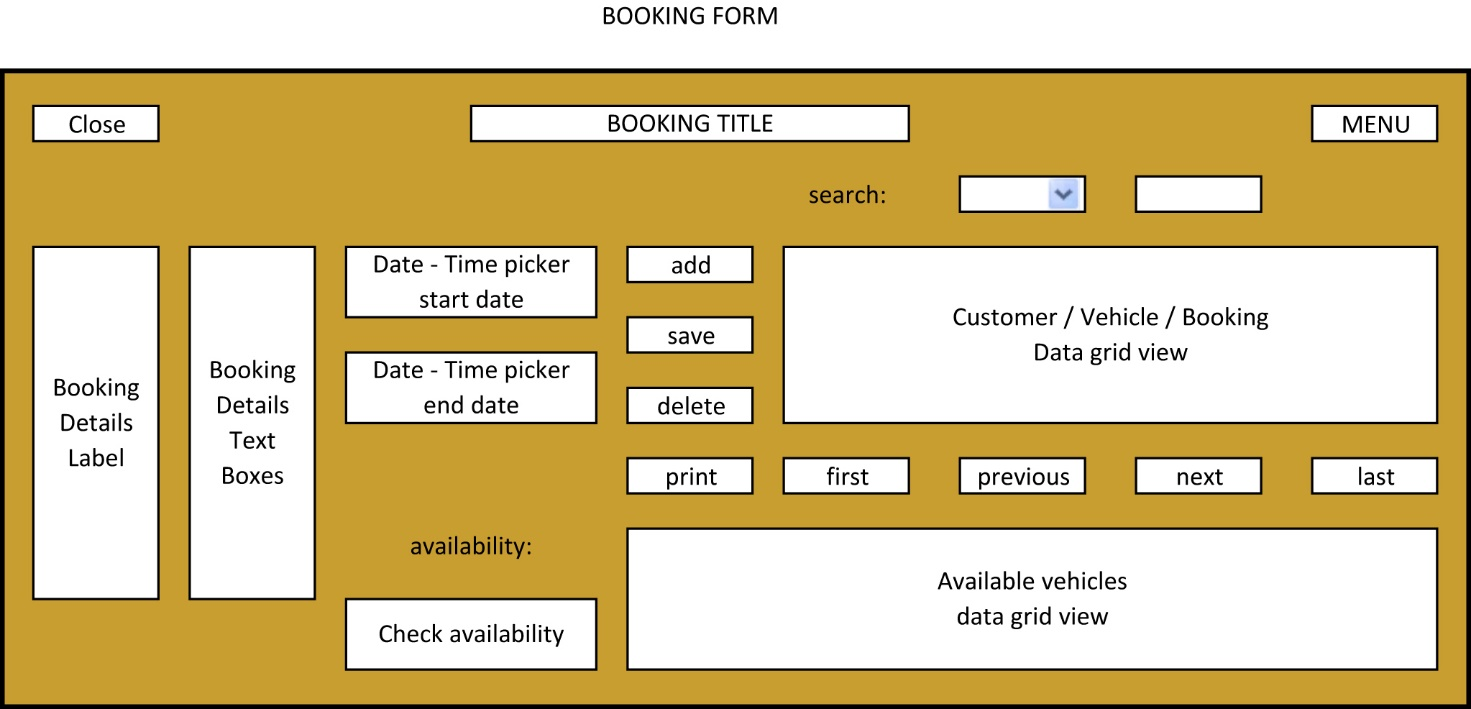 BOOKING FORM
Close
BOOKING TITLE
MENU
search:
Booking
Details
Label
Booking
Details
Text
Boxes
Date - Time picker
start date
Date - Time picker
end date
add
save
delete
print
Customer / Vehicle / Booking
Data grid view
first
previous
next
last
availability:
Check availability
Available vehicles
data grid view